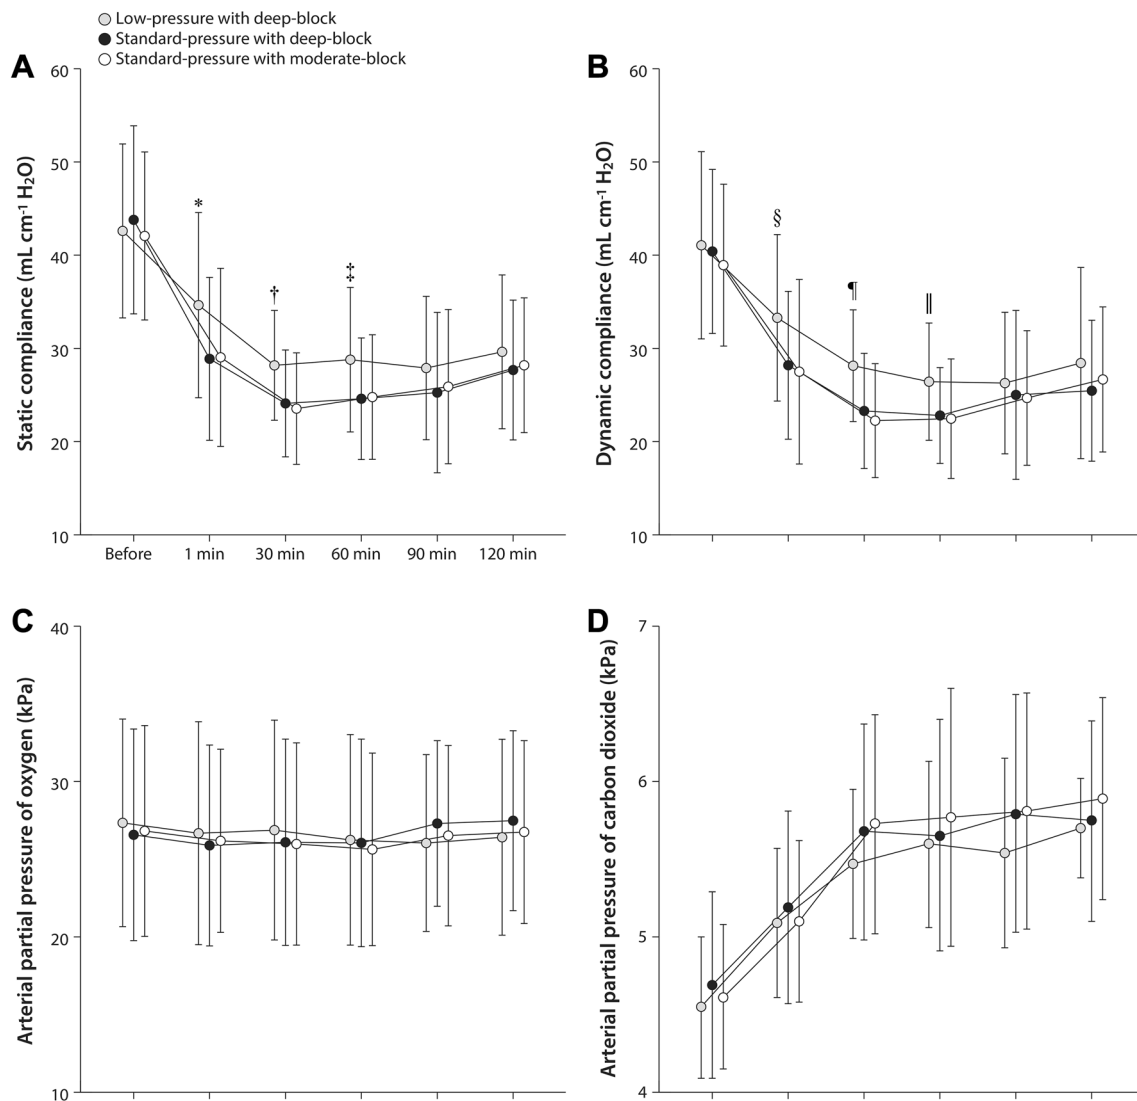 Low-pressure with deep-block
Standard-pressure with deep-block
Standard-pressure with moderate-block
A
60
50
40
30
20
10
Static compliance (mL cm-1 H2O)
*
†
‡
Before 1 min 30 min 60 min 90 min 120 min
B
60
50
40
30
20
10
Dynamic compliance (mL cm-1 H2O)
§
¶
‖
C
40
30
20
10
Arterial partial pressure of oxygen (kPa)
D
7
6
5
4
Arterial partial pressure of carbon dioxide (kPa)